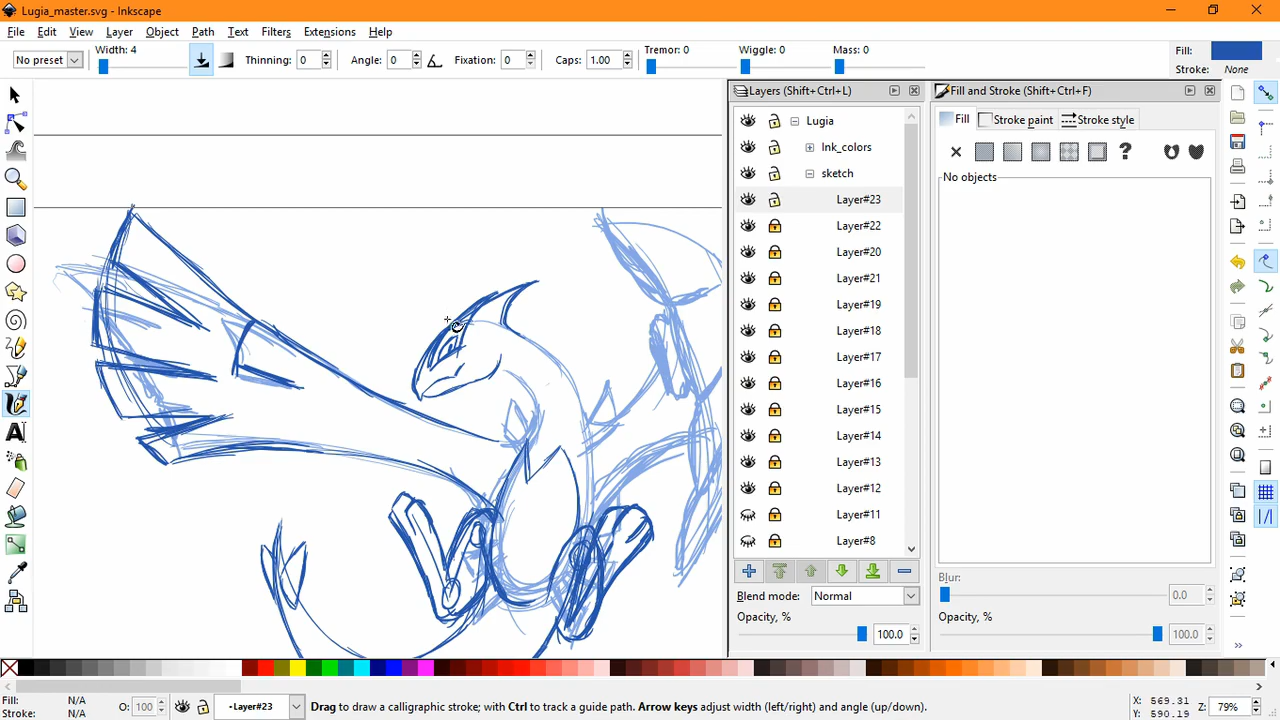 Lugia_master.svg - Inkscape
File Edit View Layer Object Path Text Filters Extensions Help
No preset Width: 4 Thinning: 0 Angle: 0 Fixation: 0 Caps: 1.00 Tremor: 0 Wiggle: 0 Mass: 0 Fill:
Stroke: None
Layers (Shift+Ctrl+L) Fill and Stroke (Shift+Ctrl+F)
Lugia
Fill Stroke paint Stroke style
Ink_colors
sketch
No objects
Layer#23
Layer#22
Layer#20
Layer#21
Layer#19
Layer#18
Layer#17
Layer#16
Layer#15
Layer#14
Layer#13
Layer#12
Layer#11
Layer#8
Blend mode: Normal
Opacity, %
100.0
Blur:
0.0
Opacity, %
100.0
Fill: N/A
Stroke: N/A
O: 100
•Layer#23
Drag to draw a calligraphic stroke; with Ctrl to track a guide path. Arrow keys adjust width (left/right) and angle (up/down).
X: 569.31
Y: 590.19
Z: 79%